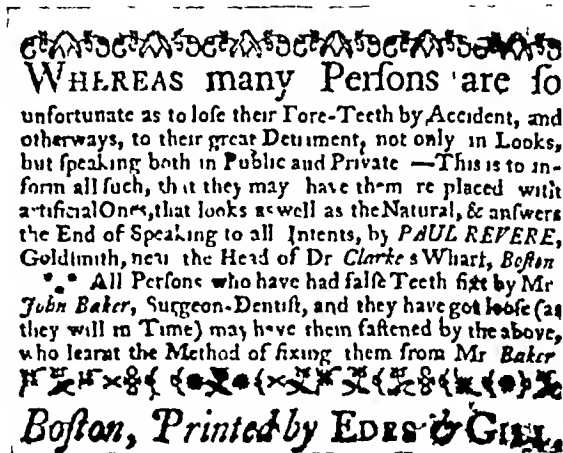 WHEREAS many Perſons are ſo
unfortunate as to loſe their Fore-Teeth by Accident, and
otherways, to their great Detriment, not only in Looks,
but ſpeaking both in Public and Private —This is to in-
form all ſuch, that they may have them re placed with
artificial Ones, that looks as well as the Natural, & anſwers
the End of Speaking to all Intents, by PAUL REVERE,
Goldſmith, near the Head of Dr Clarke s Wharf, Boſton
*⁎* All Perſons who have had falſe Teeth fixt by Mr
John Baker, Surgeon-Dentiſt, and they have got looſe (as
they will in Time) may have them faſtened by the above,
who learnt the Method of fixing them from Mr Baker
Boſton, Printed by EDES & GILL.